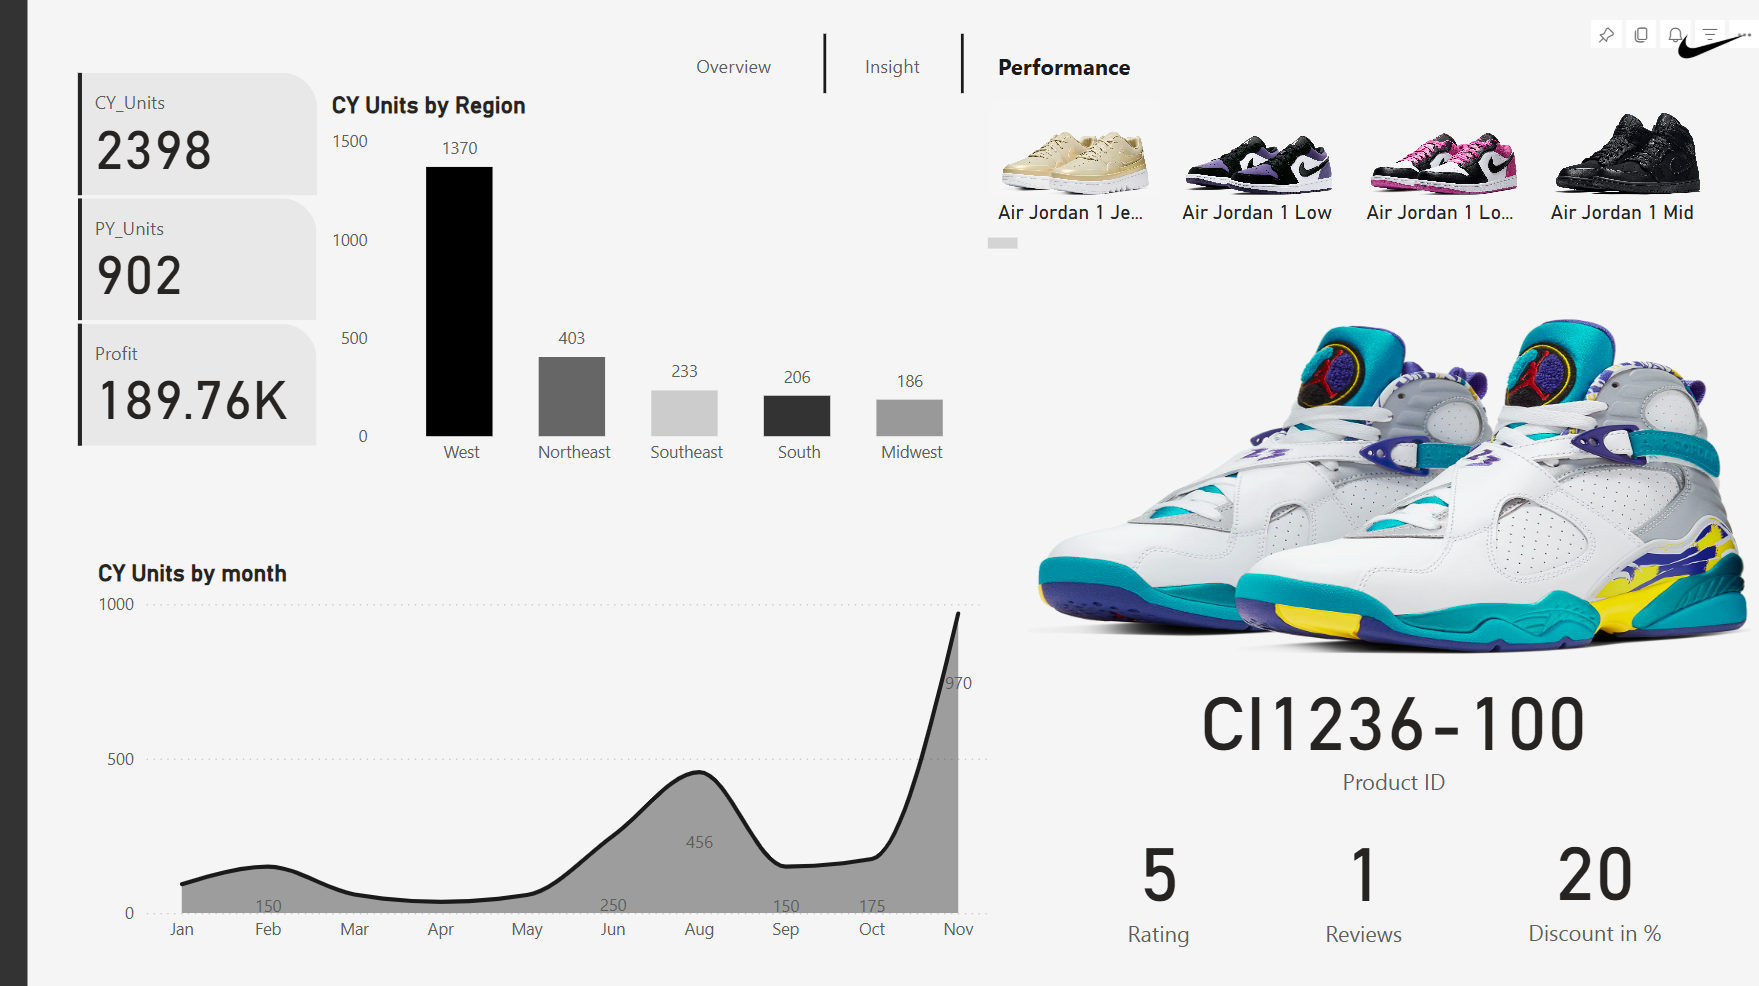 Overview
Insight
Performance
CY_Units
2398
PY_Units
902
Profit
189.76K
CY Units by Region
1500
1000
500
0
1370
403
233
206
186
West
Northeast
Southeast
South
Midwest
Air Jordan 1 Je...
Air Jordan 1 Low
Air Jordan 1 Lo...
Air Jordan 1 Mid
CY Units by month
1000
500
0
150
250
456
150
175
970
Jan
Feb
Mar
Apr
May
Jun
Aug
Sep
Oct
Nov
CI1236-100
Product ID
5
Rating
1
Reviews
20
Discount in %